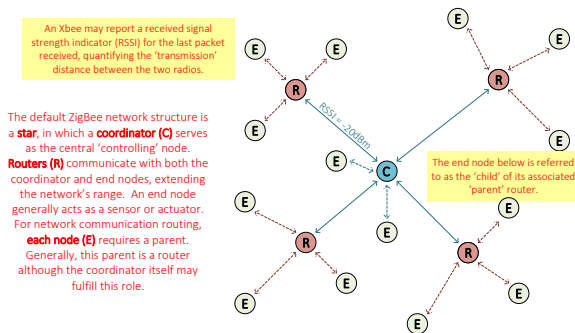 An Xbee may report a received signal
strength indicator (RSSI) for the last packet
received, quantifying the ‘transmission’
distance between the two radios.
The default ZigBee network structure is
a star, in which a coordinator (C) serves
as the central ‘controlling’ node.
Routers (R) communicate with both the
coordinator and end nodes, extending
the network’s range. An end node
generally acts as a sensor or actuator.
For network communication routing,
each node (E) requires a parent.
Generally, this parent is a router
although the coordinator itself may
fulfill this role.
E
E
E
E
R
RSSI = -20dBm
E
E
R
E
E
C
The end node below is referred
to as the ‘child’ of its associated
‘parent’ router.
E
R
E
E
E
E
R
E
E
E